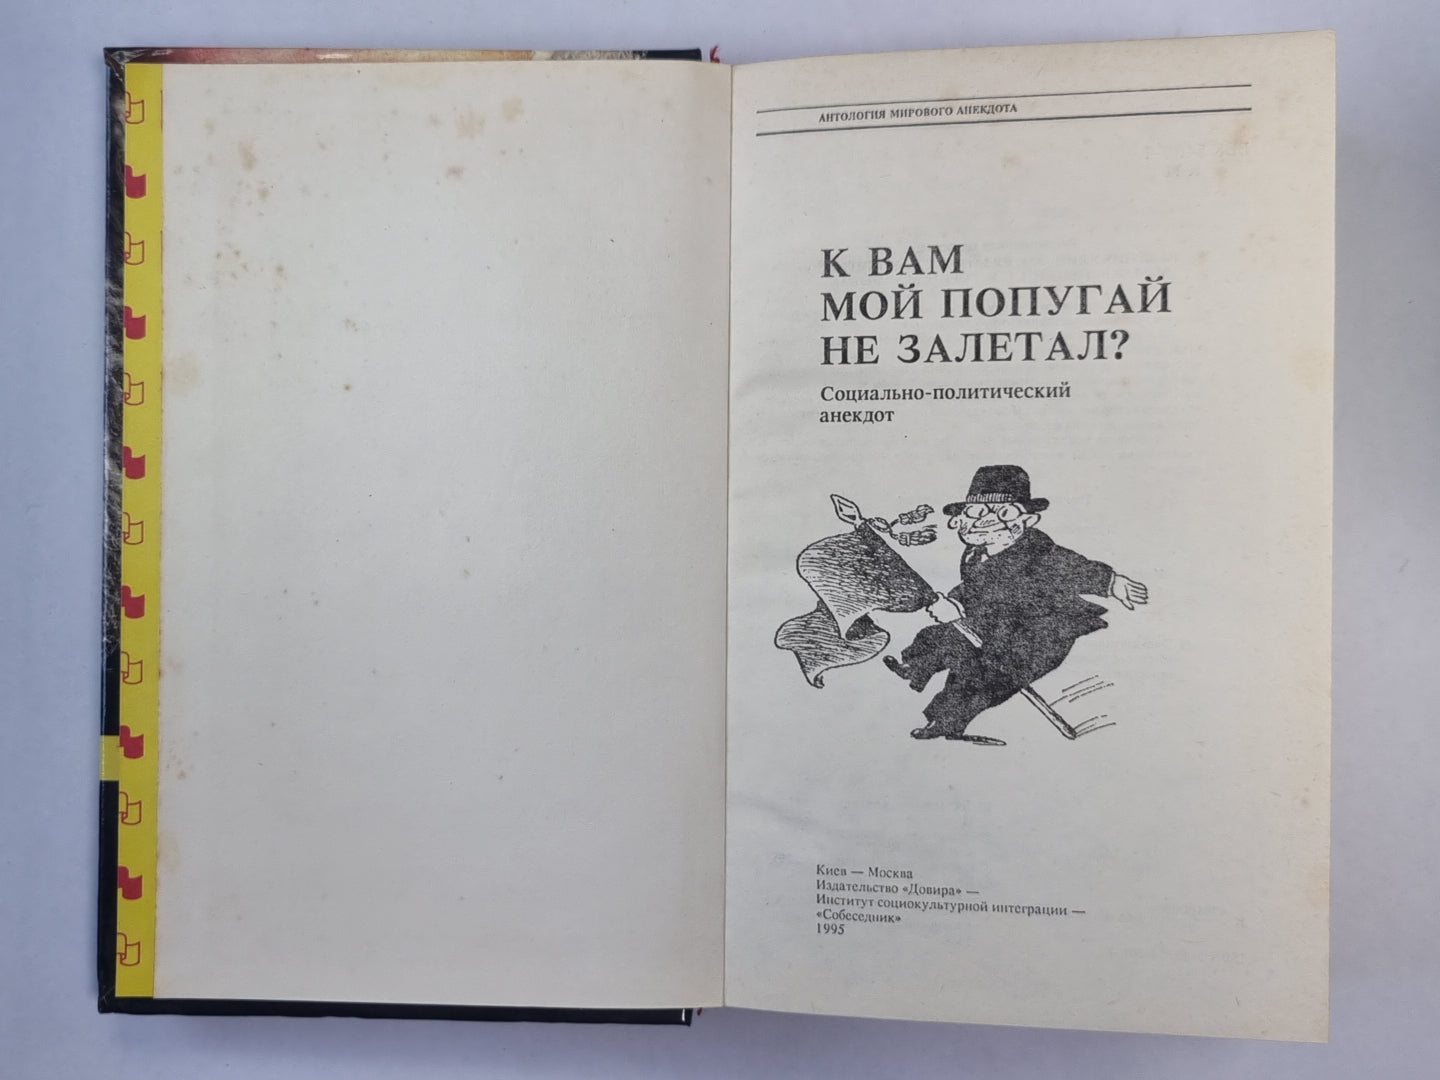 АНТОЛОГИЯ МИРОВОГО АНЕКДОТА
К ВАМ
МОЙ ПОПУГАЙ
НЕ ЗАЛЕТАЛ?
Социально-политический
анекдот
Киев — Москва
Издательство «Довира» —
Институт социокультурной интеграции —
«Собеседник»
1995